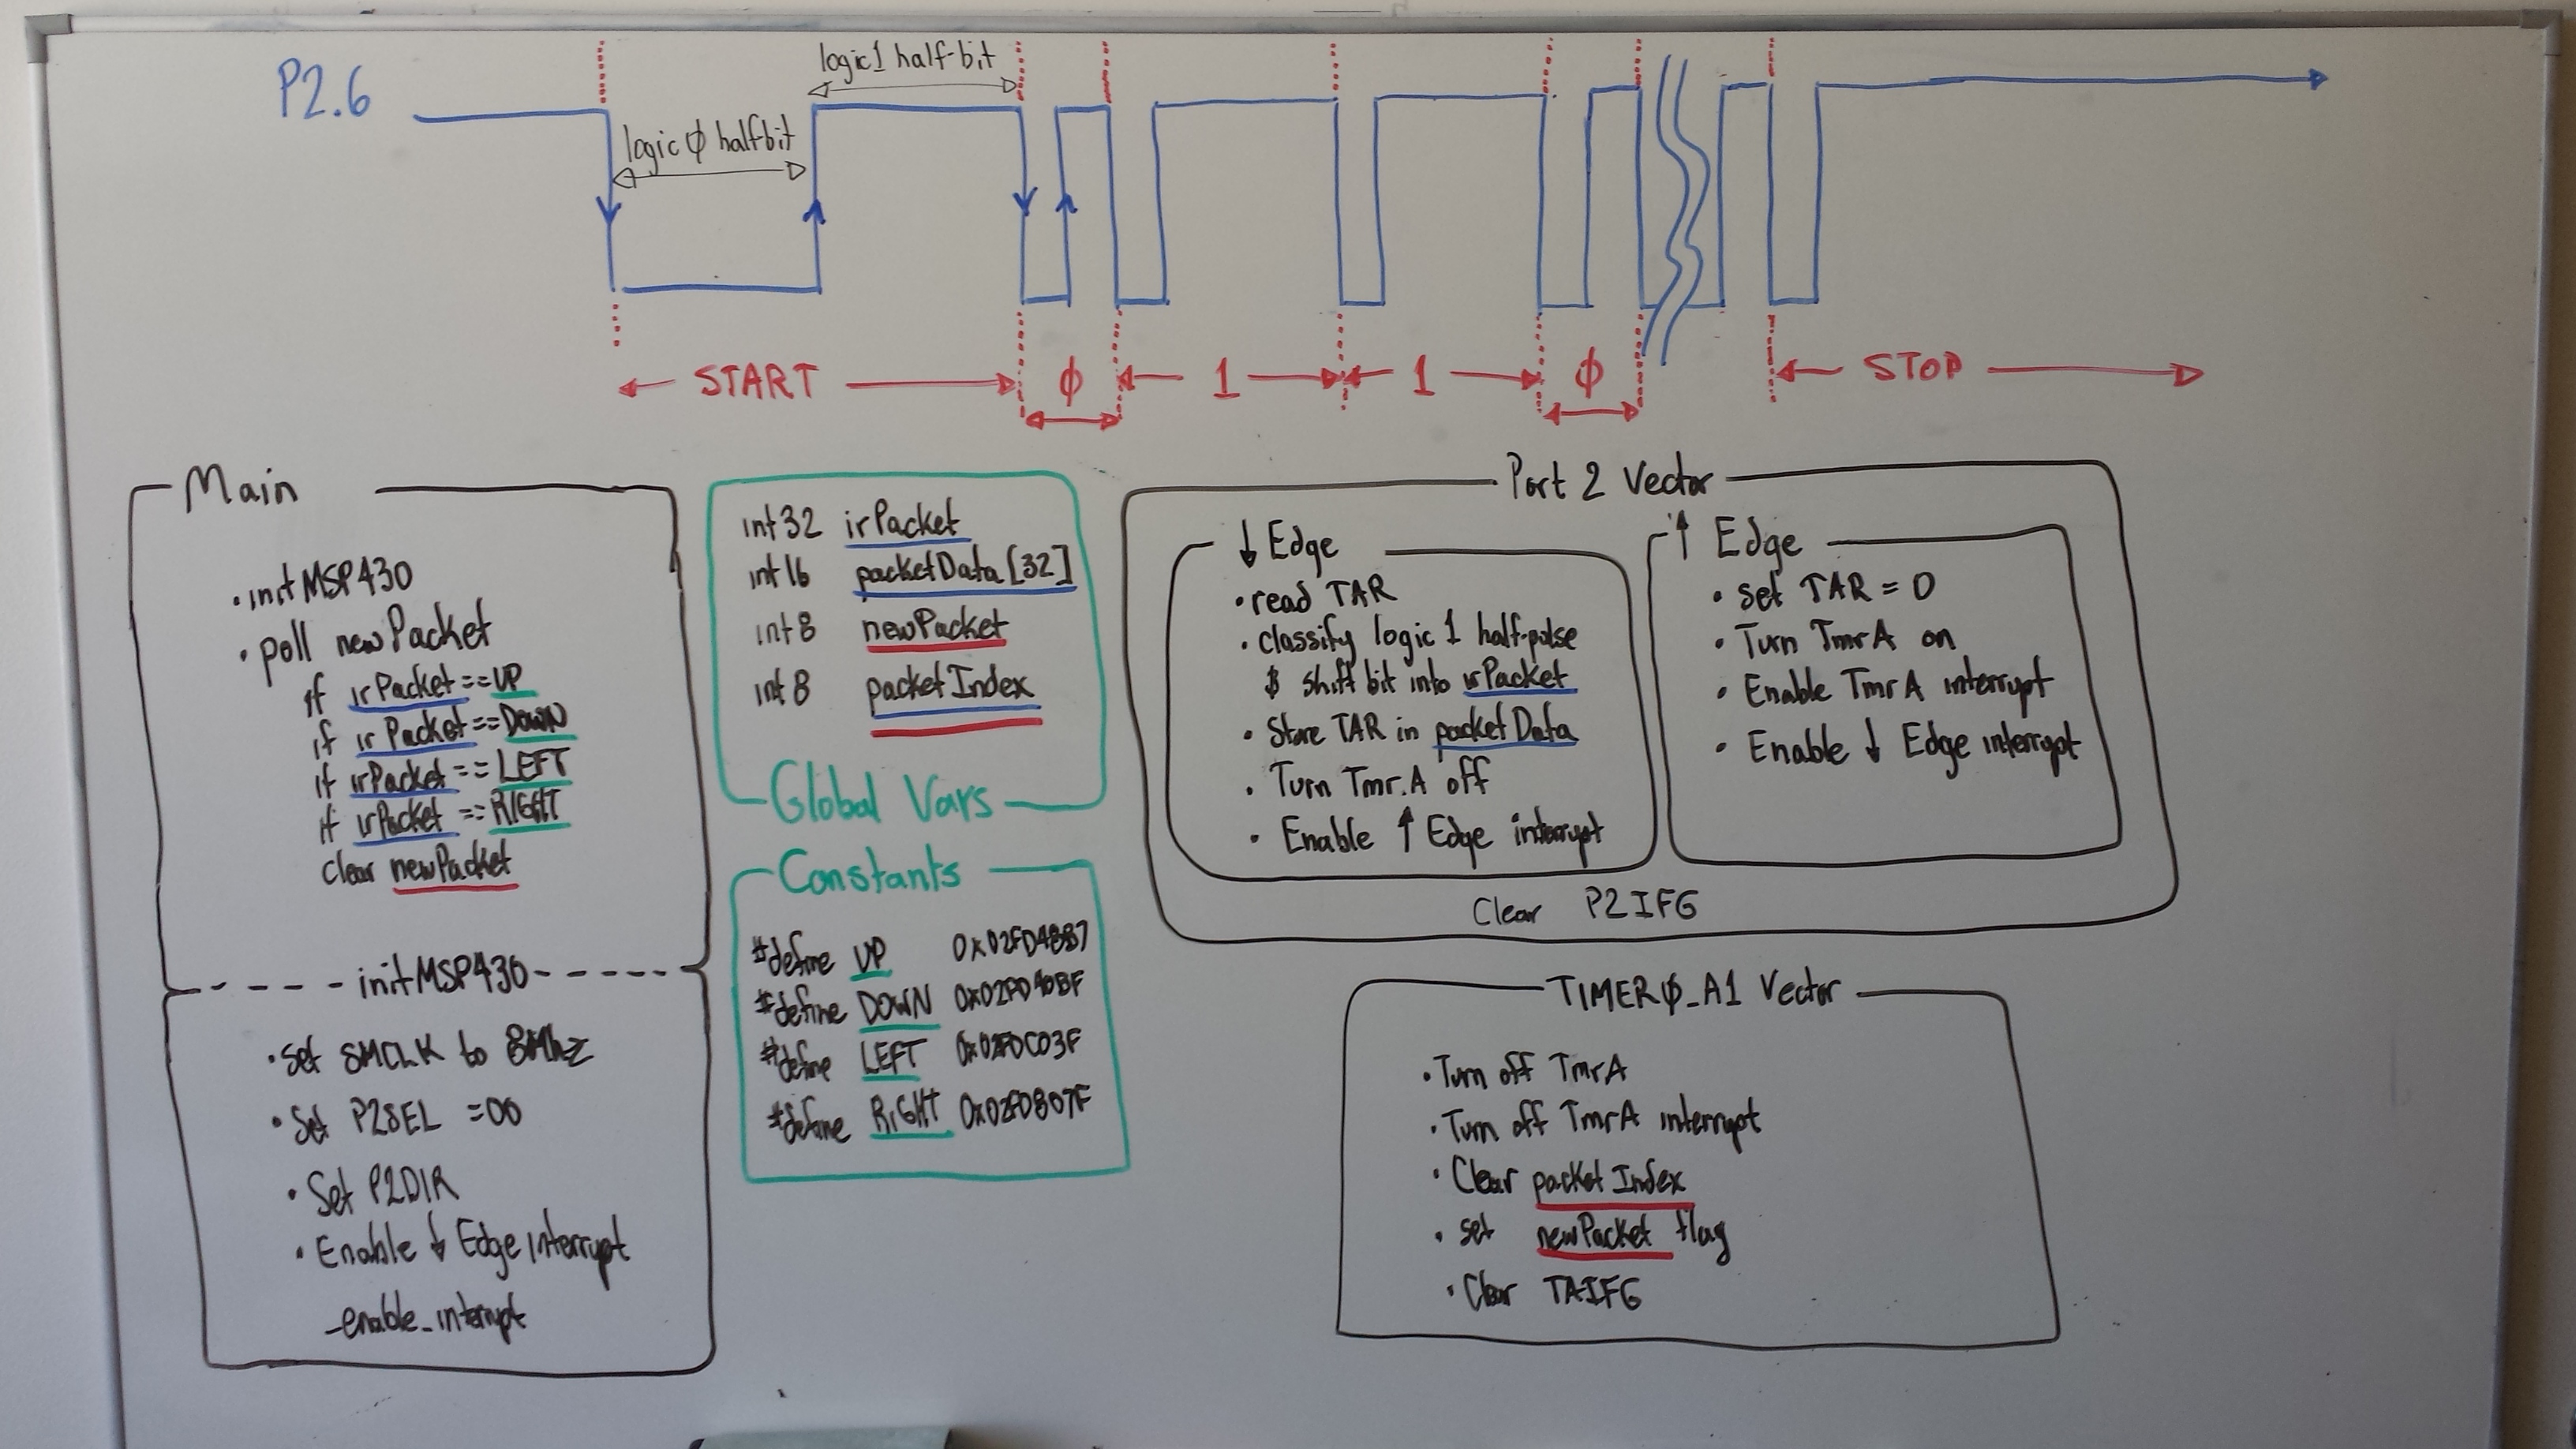 P2.6
logic 1 half-bit
logic ϕ halfbit
START
ϕ
1
1
ϕ
STOP
Main
• initMSP430
• poll newPacket
if irPacket==UP
if irPacket==DOWN
if irPacket==LEFT
if irPacket==RIGHT
clear newPacket
initMSP430
• Set SMCLK to 8Mhz
• Set P2SEL =00
• Set P2DIR
• Enable ↓ Edge interrupt
_enable_interrupt
int32 irPacket
int16 packetData[32]
int8 newPacket
int8 packetIndex
Global Vars
Constants
#define UP
#define DOWN
#define LEFT 0x02FDC03F
#define RIGHT 0x02FD807F
Port 2 Vector
↓ Edge
• read TAR
• classify logic 1 half-pulse
$ shift bit into irPacket
• Store TAR in packetData
• Turn Tmr.A off
• Enable ↑ Edge interrupt
↑ Edge
• set TAR = 0
• Turn TmrA on
• Enable TmrA interrupt
• Enable ↓ Edge interrupt
Clear P2IFG
TIMERϕ_A1 Vector
• Turn off TmrA
• Turn off TmrA interrupt
• Clear packetIndex
• set newPacket flag
• Clear TAIFG